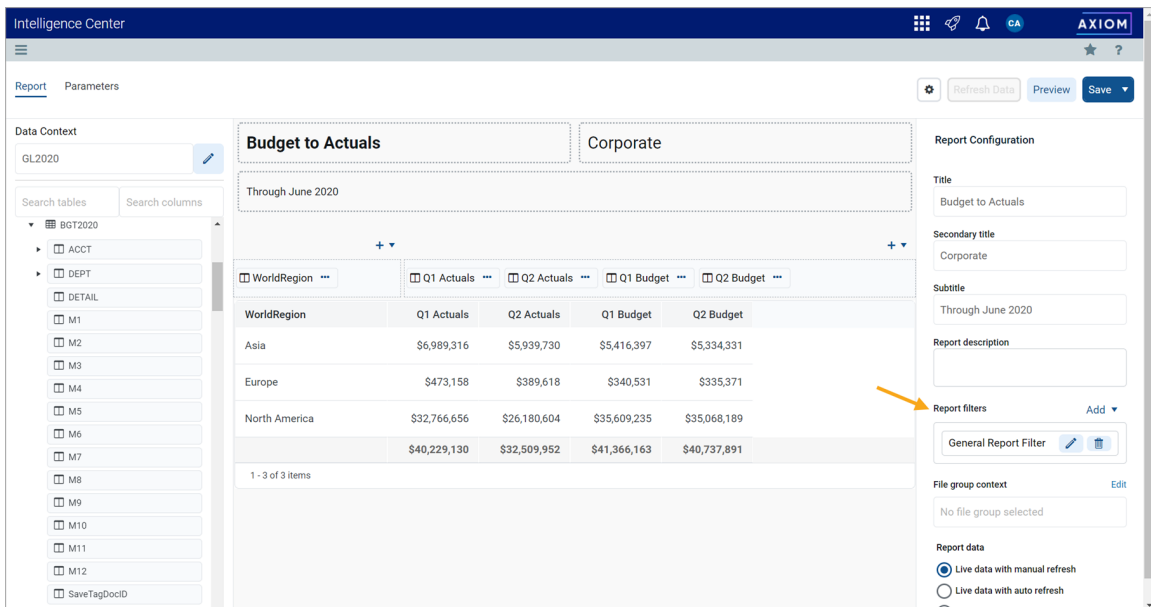 Intelligence Center
CA
AXIOM
?
Report Parameters
Refresh Data Preview Save
Data Context
GL2020
Search tables Search columns
BGT2020
ACCT
DEPT
DETAIL
M1
M2
M3
M4
M5
M6
M7
M8
M9
M10
M11
M12
SaveTagDocID
Budget to Actuals Corporate
Through June 2020
+ +
WorldRegion ••• Q1 Actuals ••• Q2 Actuals ••• Q1 Budget ••• Q2 Budget •••
WorldRegion Q1 Actuals Q2 Actuals Q1 Budget Q2 Budget
Asia $6,989,316 $5,939,730 $5,416,397 $5,334,331
Europe $473,158 $389,618 $340,531 $335,371
North America $32,766,656 $26,180,604 $35,609,235 $35,068,189
$40,229,130 $32,509,952 $41,366,163 $40,737,891
1 - 3 of 3 items
Report Configuration
Title
Budget to Actuals
Secondary title
Corporate
Subtitle
Through June 2020
Report description
Report filters Add
General Report Filter
File group context Edit
No file group selected
Report data
Live data with manual refresh
Live data with auto refresh